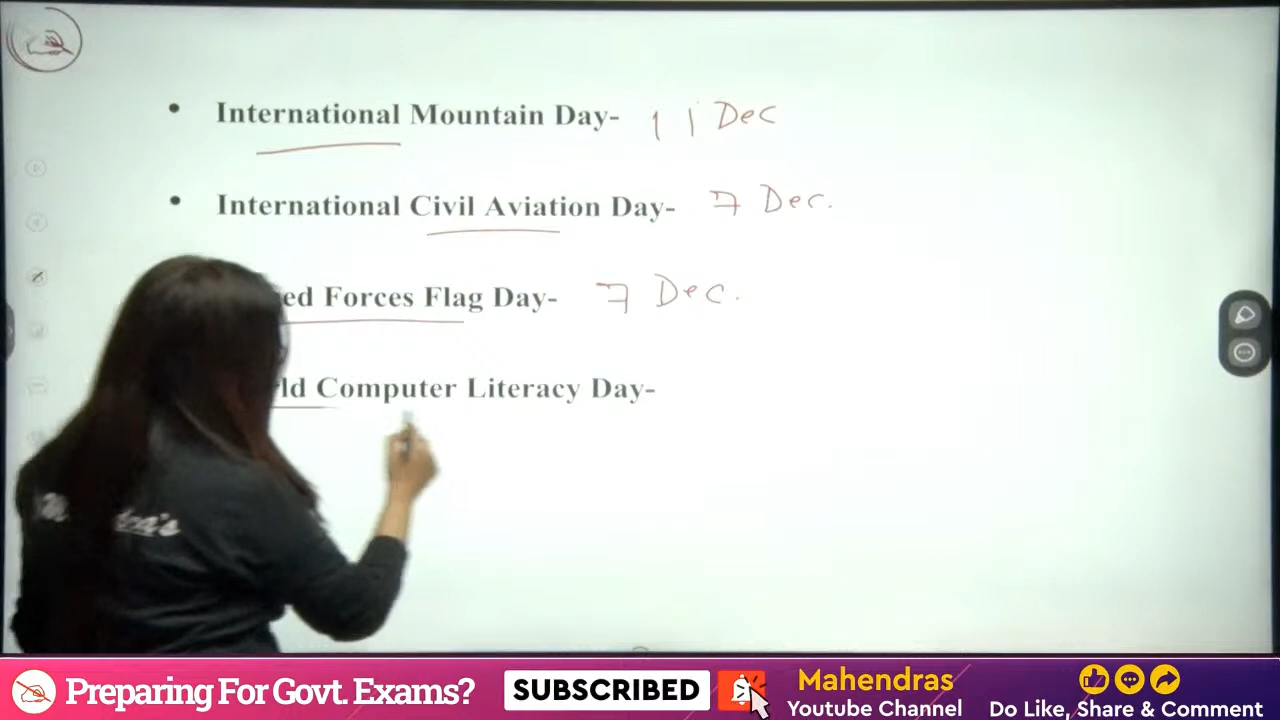 International Mountain Day- 11 Dec
International Civil Aviation Day- 7 Dec.
ed Forces Flag Day- 7 Dec.
ld Computer Literacy Day-
Preparing For Govt. Exams?
SUBSCRIBED
Mahendras
Youtube Channel
Do Like, Share & Comment